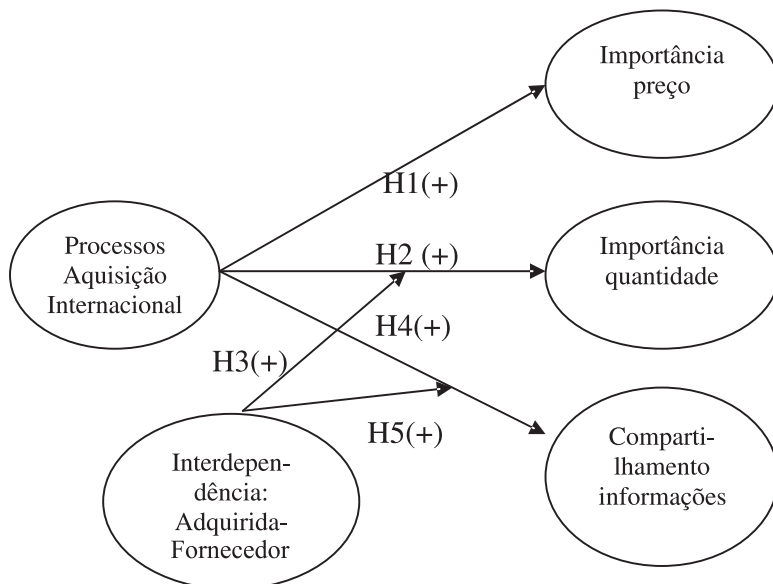 Importância
preço
H1(+)
Processos
Aquisição
Internacional
H2 (+)
Importância
quantidade
H4(+)
H3(+)
H5(+)
Interdepen-
dência:
Adquirida-
Fornecedor
Comparti-
lhamento
informações